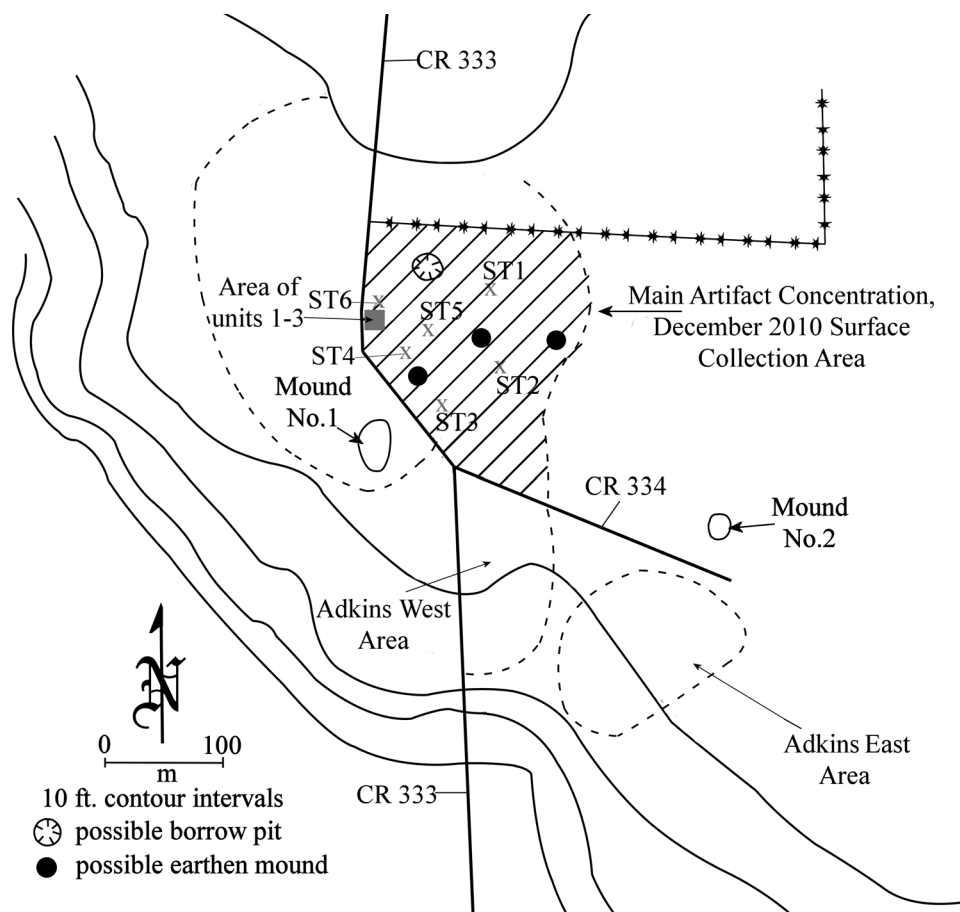 CR 333
ST1
Area of
units 1-3
ST6
ST5
Main Artifact Concentration,
December 2010 Surface
Collection Area
ST4
ST2
Mound
No.1
ST3
CR 334
Mound
No.2
Adkins West
Area
N
0 100
m
Adkins East
Area
CR 333
10 ft. contour intervals
possible borrow pit
possible earthen mound